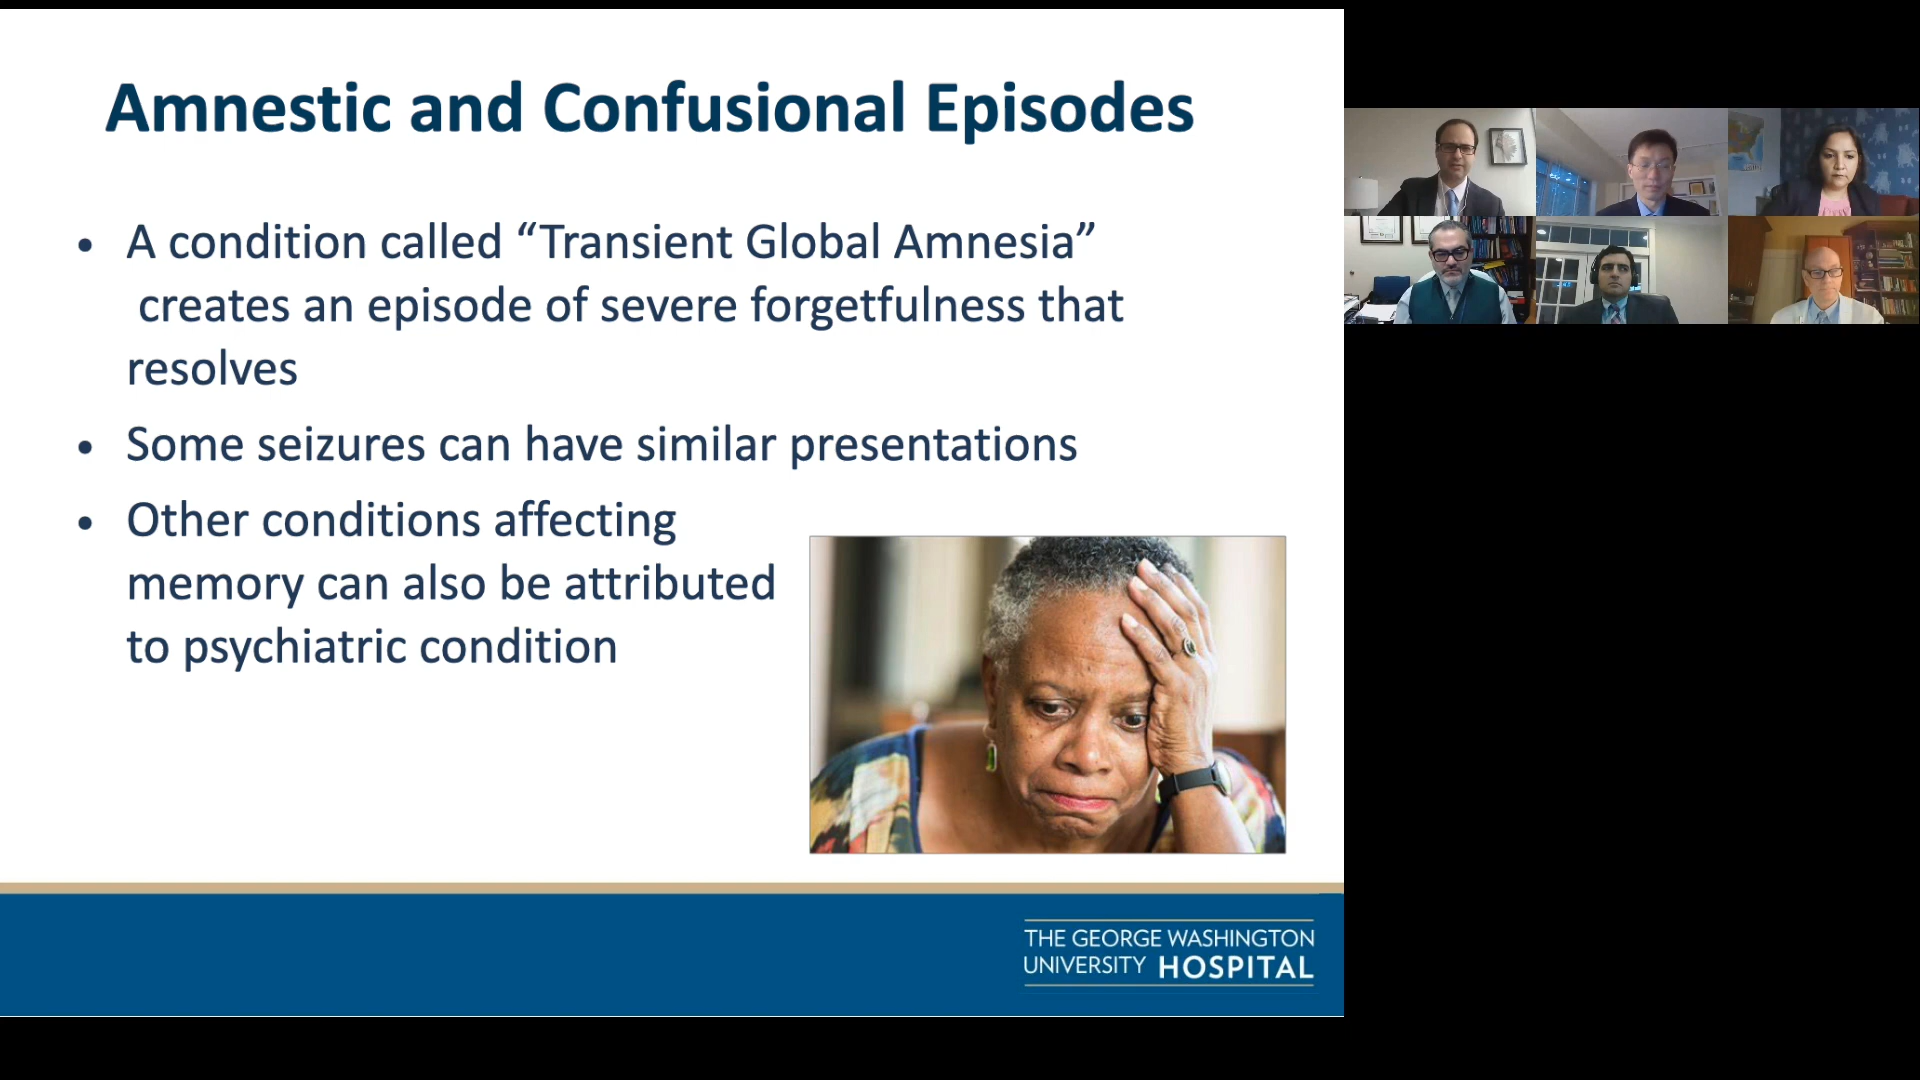 Amnestic and Confusional Episodes
• A condition called “Transient Global Amnesia”
creates an episode of severe forgetfulness that
resolves
• Some seizures can have similar presentations
• Other conditions affecting
memory can also be attributed
to psychiatric condition
THE GEORGE WASHINGTON
UNIVERSITY HOSPITAL